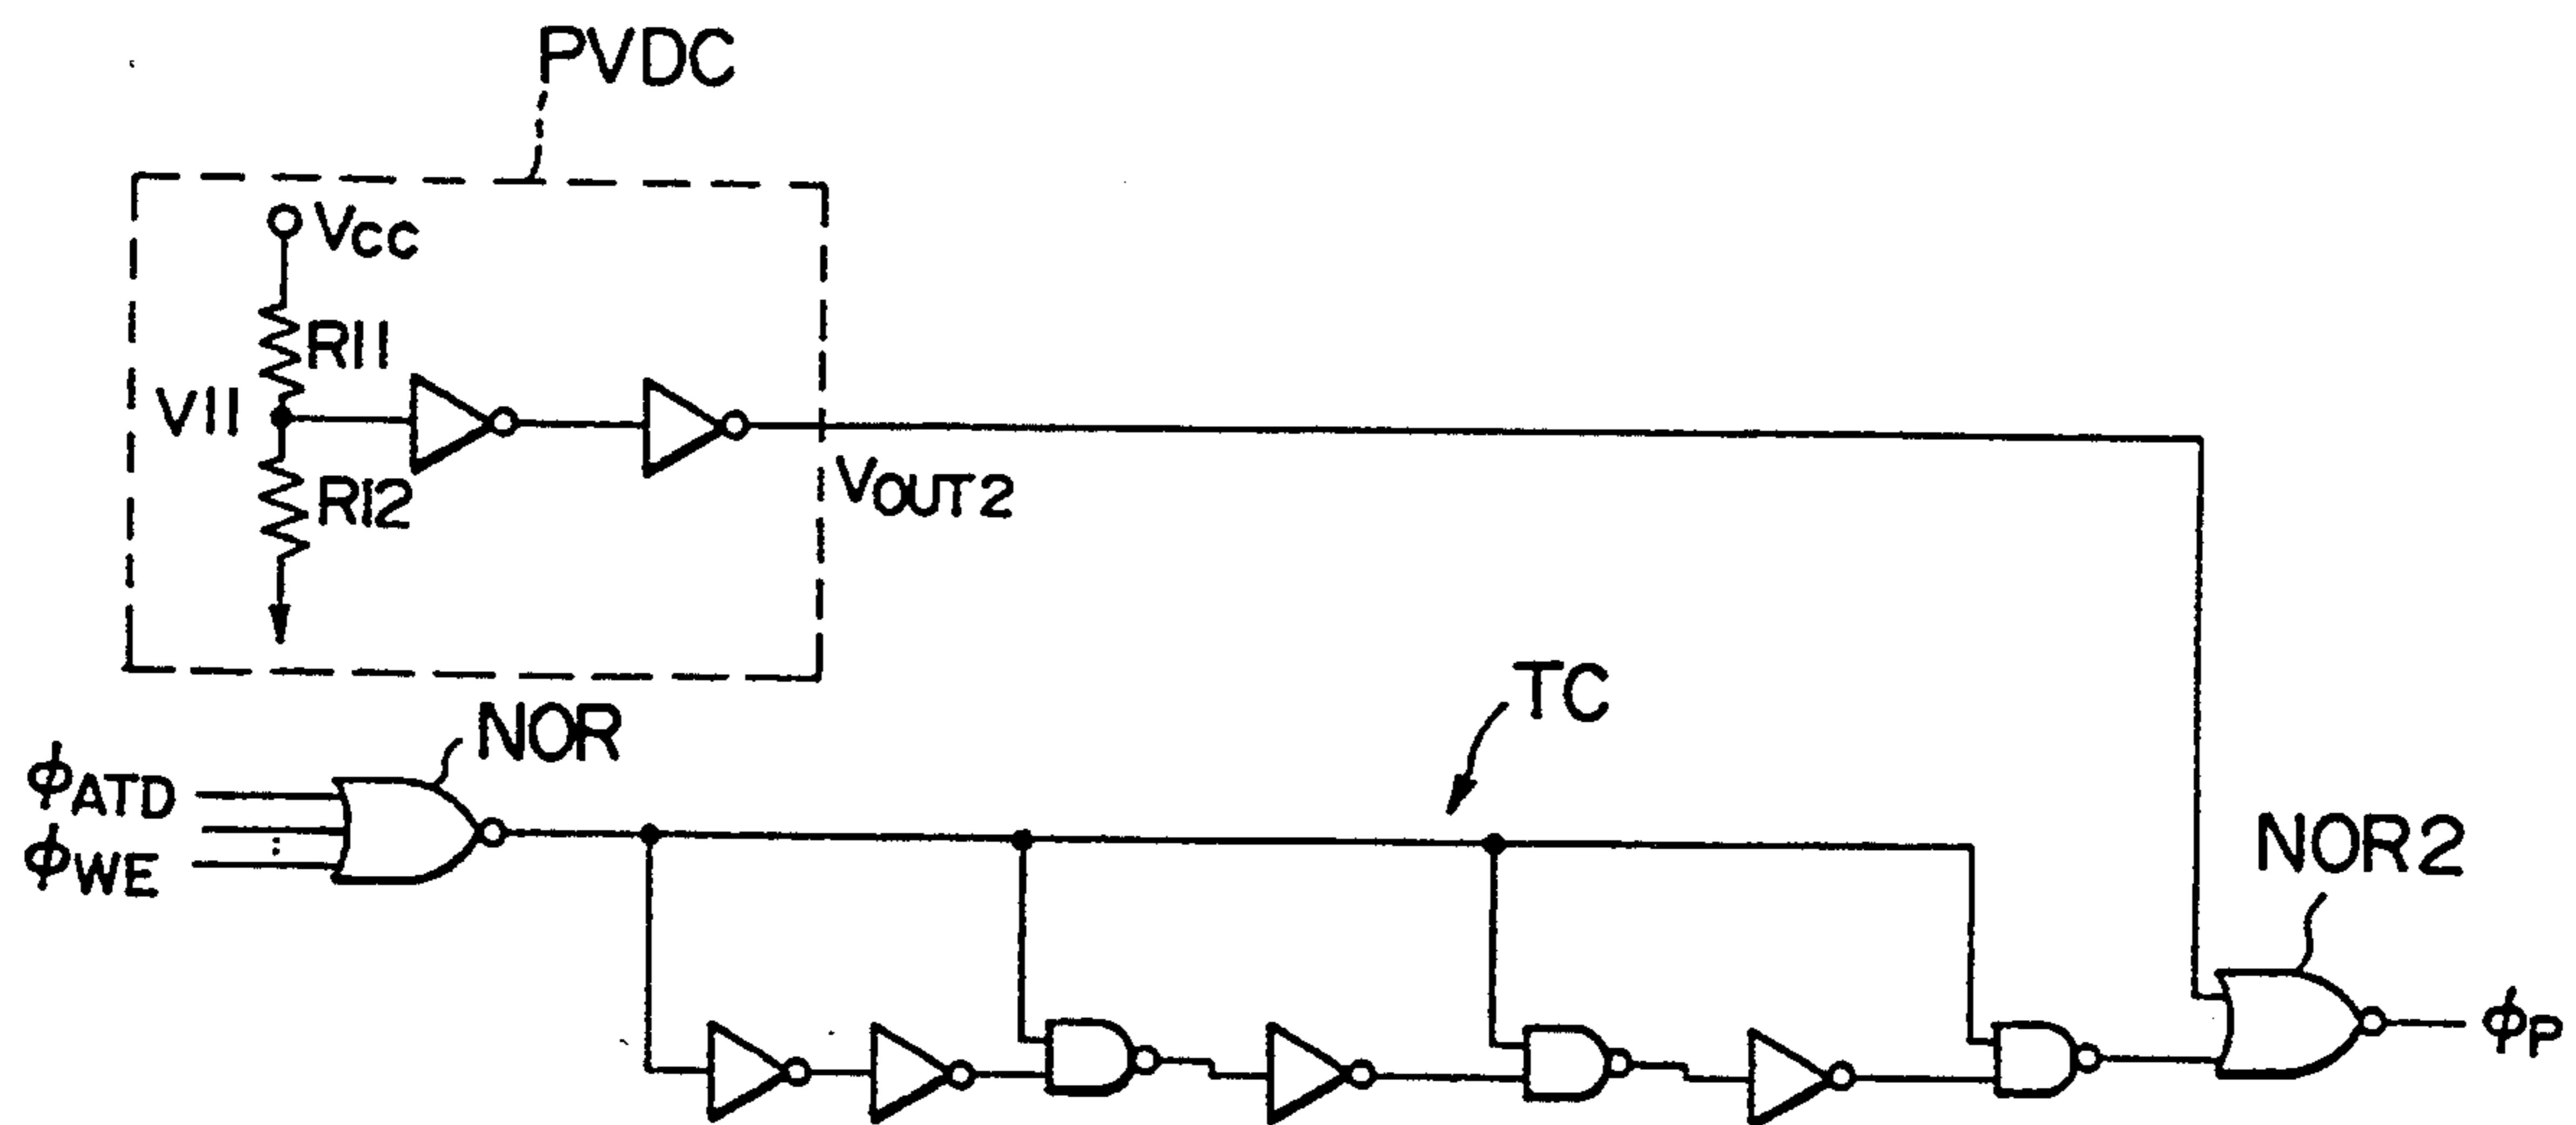 PVDC
Vcc
R11
V11
R12
VOUT2
NOR
TC
ϕATD
ϕWE
NOR2
ϕP